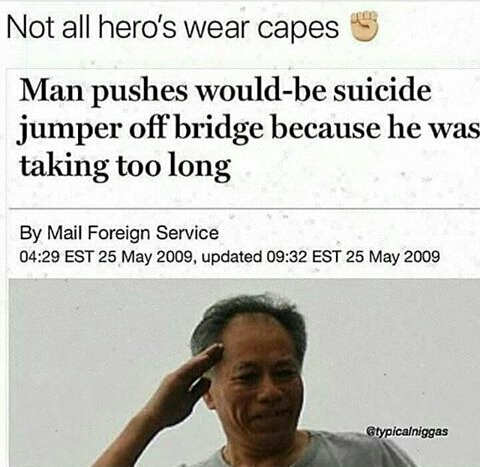 Not all hero's wear capes ✊🏼
Man pushes would-be suicide
jumper off bridge because he was
taking too long
By Mail Foreign Service
04:29 EST 25 May 2009, updated 09:32 EST 25 May 2009
@typicalniggas